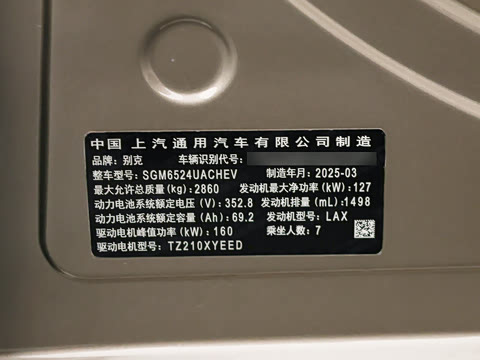 中国 上汽通用汽车有限公司制造
品牌: 别克 车辆识别代号:
整车型号: SGM6524UACHEV 制造年月: 2025-03
最大允许总质量(kg): 2860 发动机最大净功率(kW): 127
动力电池系统额定电压(V): 352.8 发动机排量(mL): 1498
动力电池系统额定容量(Ah): 69.2 发动机型号: LAX
驱动电机峰值功率(kW): 160 乘坐人数: 7
驱动电机型号: TZ210XYEED